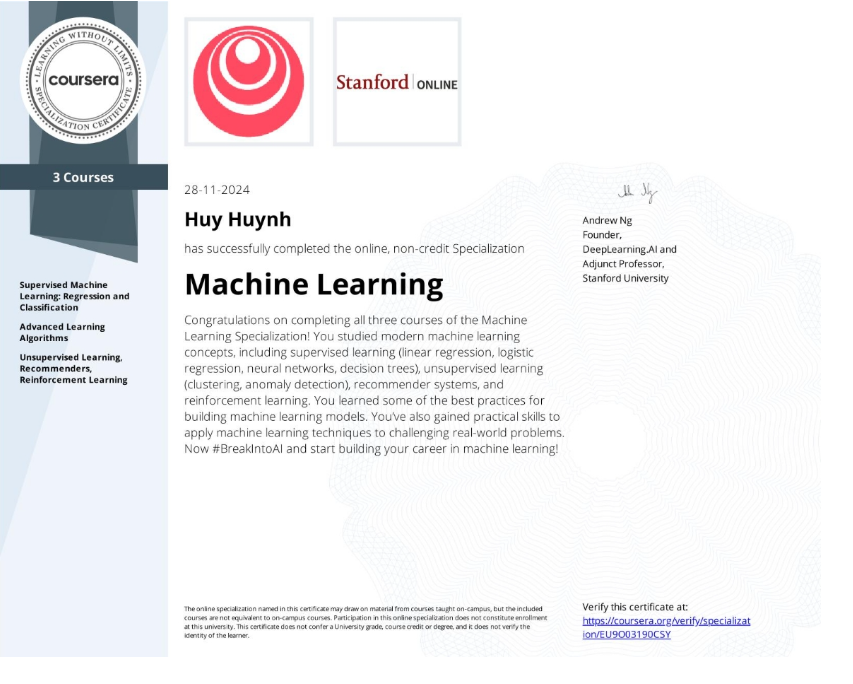 LEARNING WITHOUT LIMITS
coursera
SPECIALIZATION CERTIFICATE
3 Courses
Supervised Machine
Learning: Regression and
Classification
Advanced Learning
Algorithms
Unsupervised Learning,
Recommenders,
Reinforcement Learning
Stanford | ONLINE
28-11-2024
Huy Huynh
has successfully completed the online, non-credit Specialization
Machine Learning
Congratulations on completing all three courses of the Machine
Learning Specialization! You studied modern machine learning
concepts, including supervised learning (linear regression, logistic
regression, neural networks, decision trees), unsupervised learning
(clustering, anomaly detection), recommender systems, and
reinforcement learning. You learned some of the best practices for
building machine learning models. You've also gained practical skills to
apply machine learning techniques to challenging real-world problems.
Now #BreakIntoAI and start building your career in machine learning!
Andrew Ng
Founder,
DeepLearning.AI and
Adjunct Professor,
Stanford University
The online specialization named in this certificate may draw on material from courses taught on-campus, but the included
courses are not equivalent to on-campus courses. Participation in this online specialization does not constitute enrollment
at this university. This certificate does not confer a University grade, course credit or degree, and it does not verify the
identity of the learner.
Verify this certificate at:
https://coursera.org/verify/specializat
ion/EU9O03190CSY